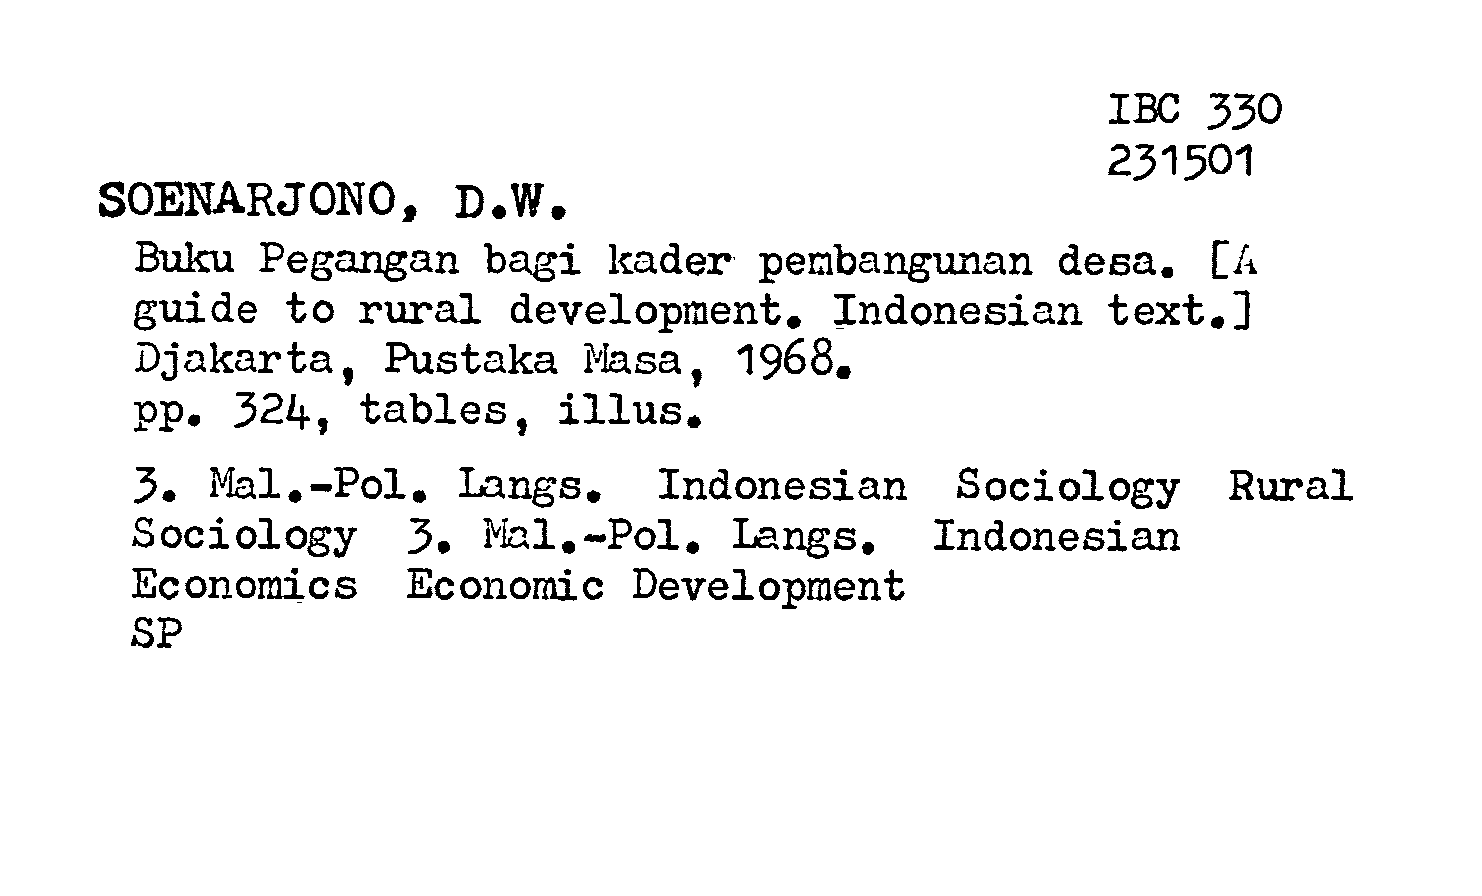 IBC 330
231501
SOENARJONO, D.W.
Buku Pegangan bagi kader pembangunan desa. [A
guide to rural development. Indonesian text.]
Djakarta, Pustaka Masa, 1968.
pp. 324, tables, illus.
3. Mal.-Pol. Langs. Indonesian Sociology Rural
Sociology 3. Mal.-Pol. Langs. Indonesian
Economics Economic Development
SP